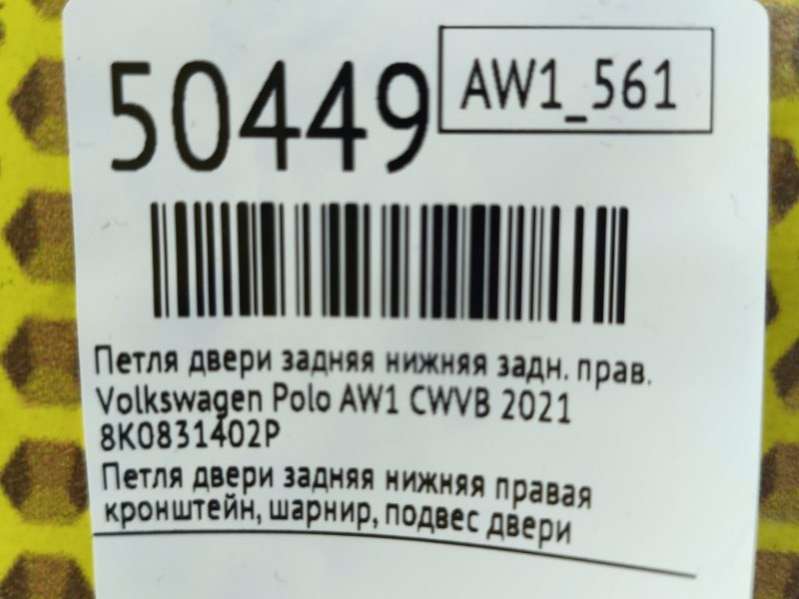 50449
AW1_561
Петля двери задняя нижняя задн. прав.
Volkswagen Polo AW1 CWVB 2021
8K0831402P
Петля двери задняя нижняя правая
кронштейн, шарнир, подвес двери